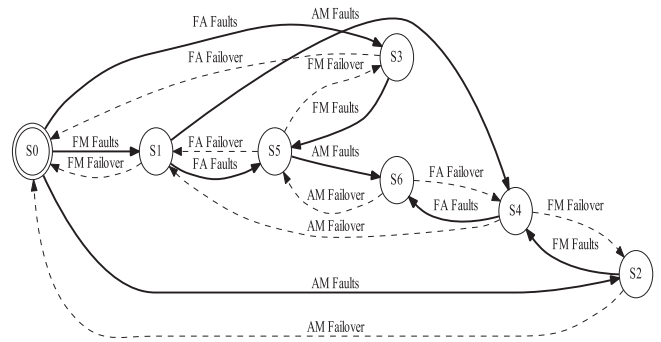 FA Faults
AM Faults
FA Failover
S3
FM Failover
FM Faults
S0
FM Faults
FM Failover
S1
FA Failover
FA Faults
S5
AM Faults
S6
FA Failover
AM Failover
FA Faults
S4
FM Failover
AM Failover
FM Faults
S2
AM Faults
AM Failover